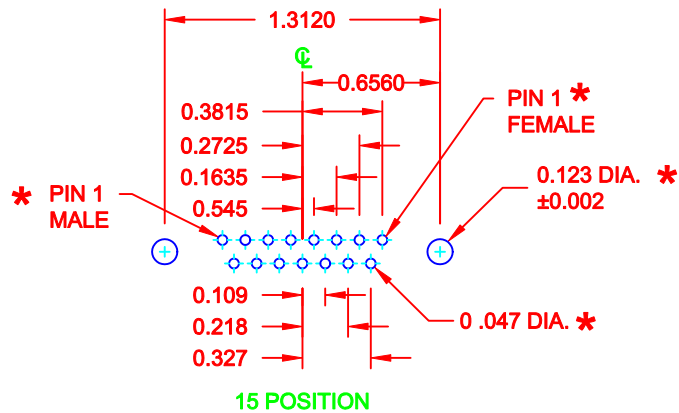 1.3120
℄
0.6560
0.3815
PIN 1 *
FEMALE
0.2725
0.1635
0.123 DIA. *
±0.002
* PIN 1
MALE
0.545
0.109
0.218
0 .047 DIA. *
0.327
15 POSITION